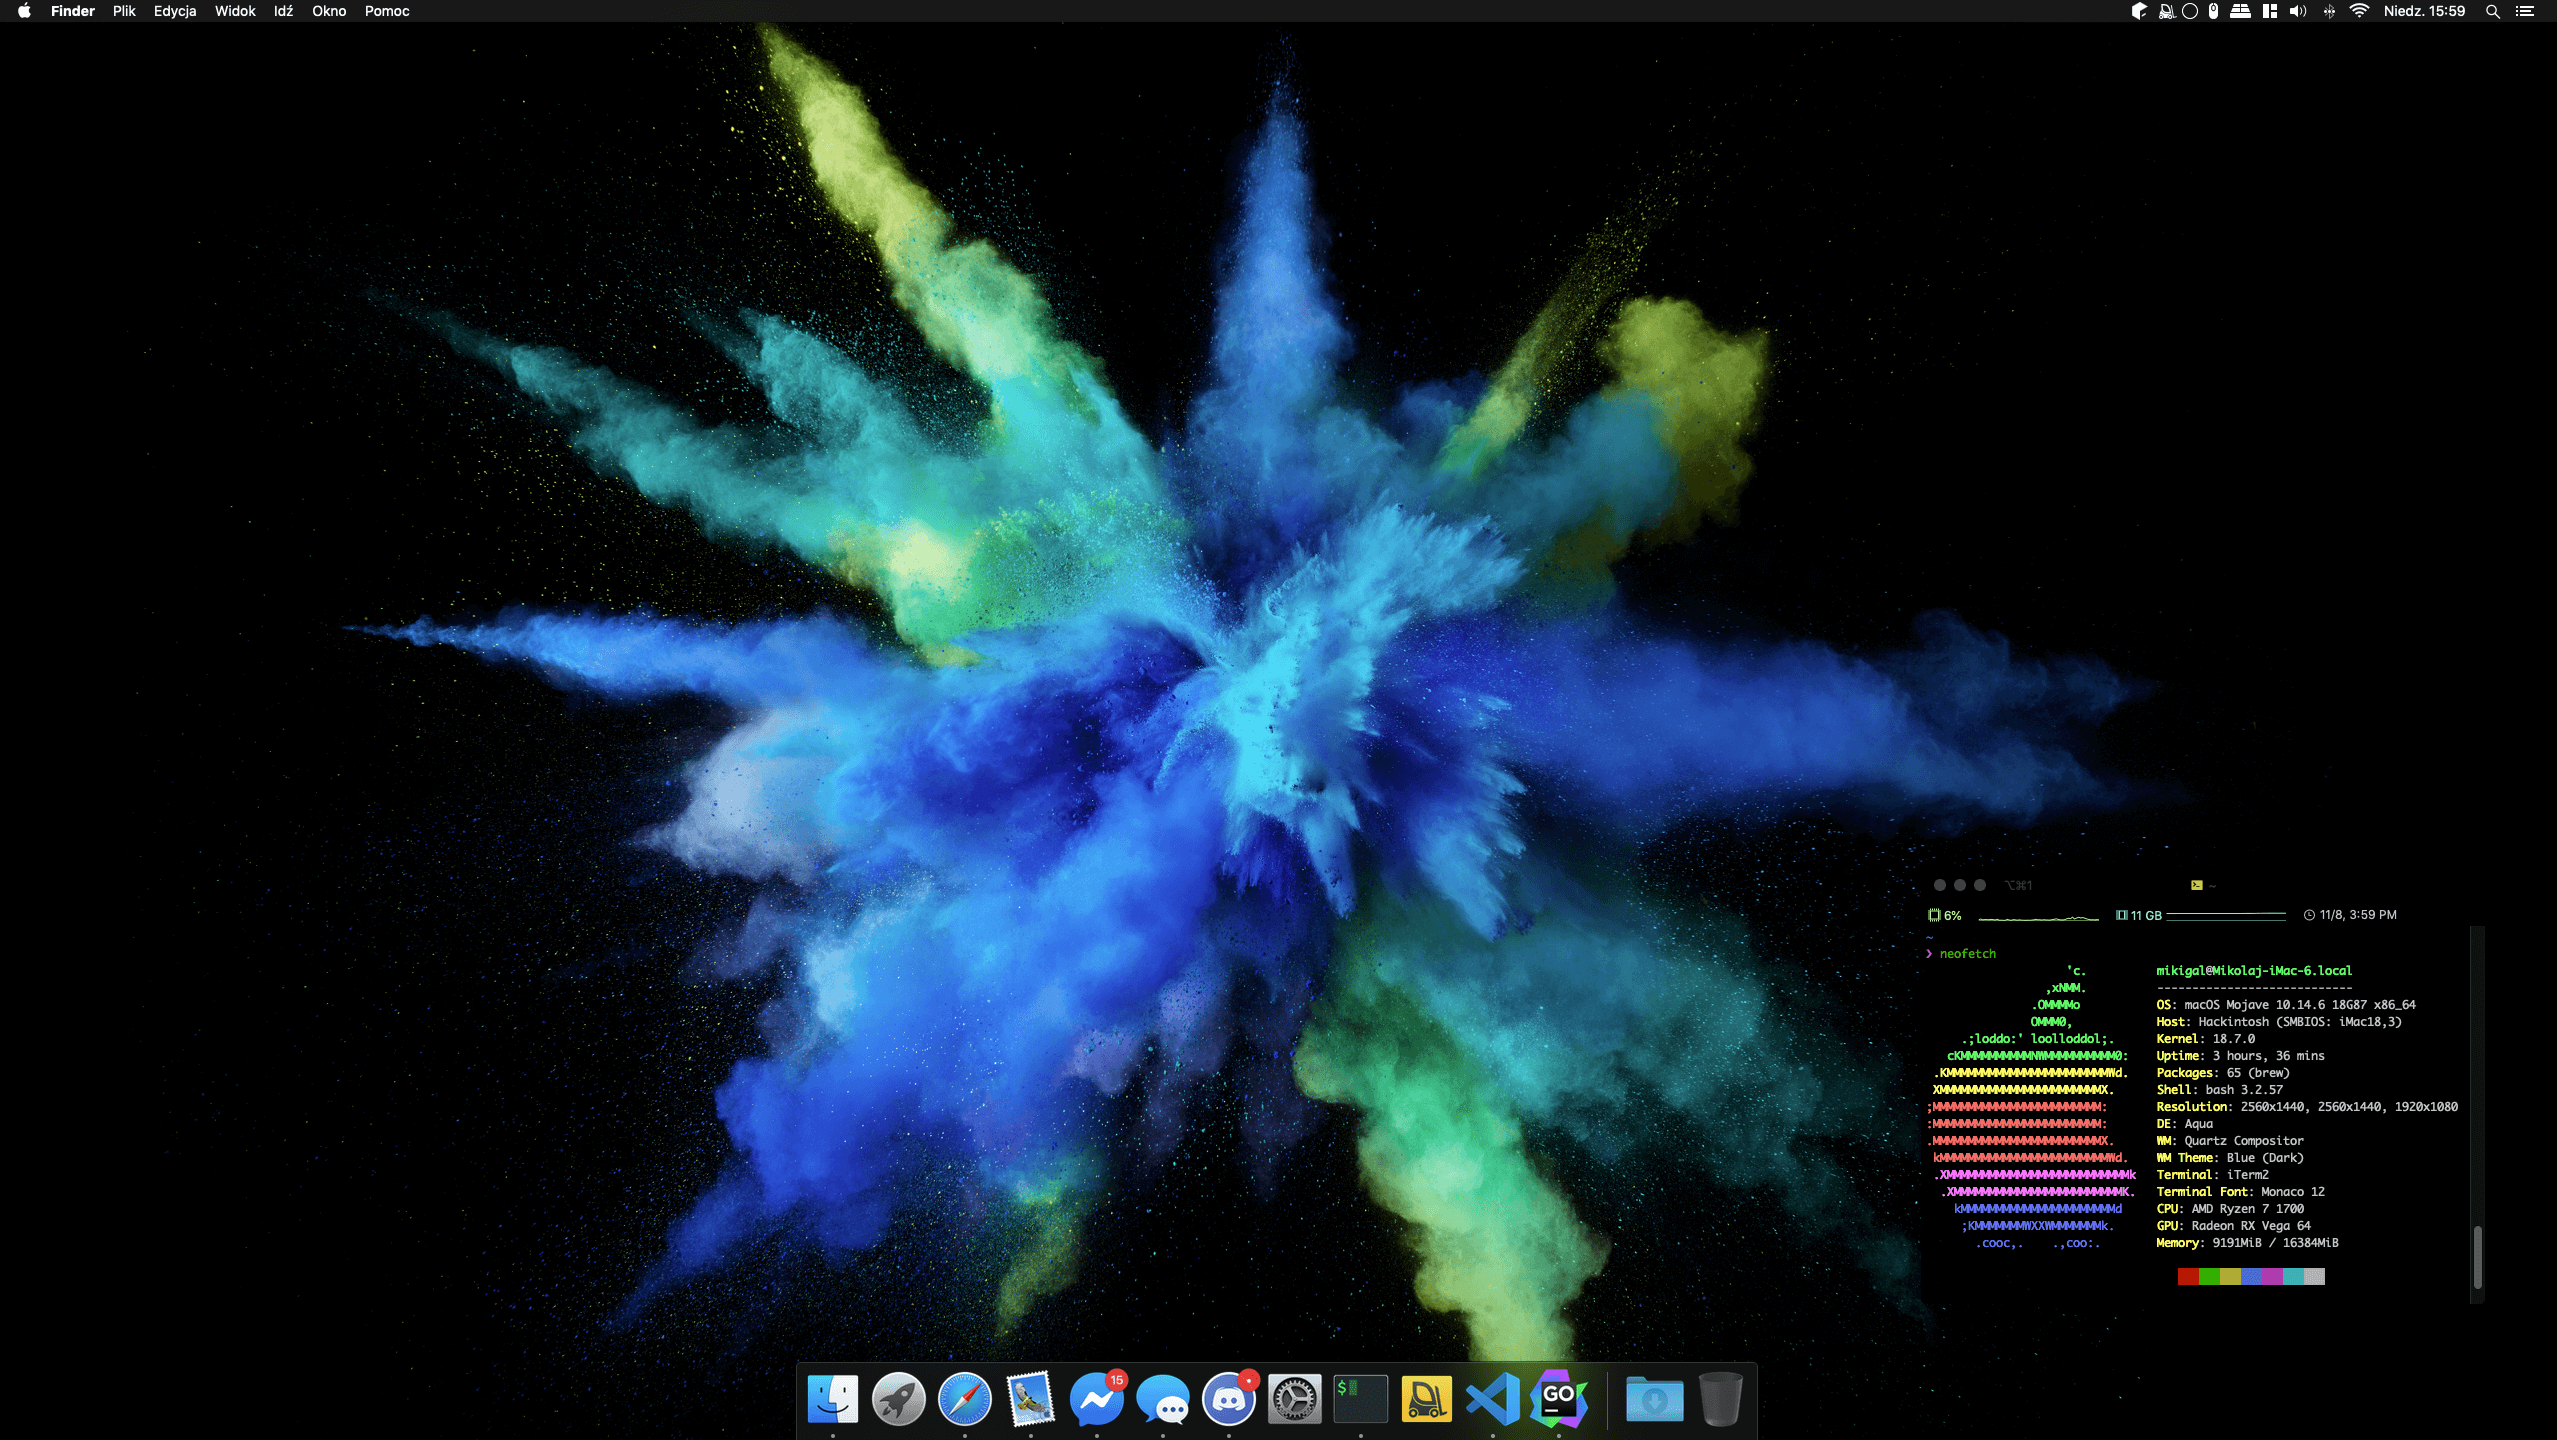 Finder Plik Edycja Widok Idź Okno Pomoc
Niedz. 15:59
⌥⌘1
~
6%
11 GB
11/8, 3:59 PM
~
❯ neofetch
'c.
,xNMM.
.OMMMMo
OMMM0,
.;loddo:' loolloddol;.
cKMMMMMMMMMMNWMMMMMMMMMM0:
.KMMMMMMMMMMMMMMMMMMMMMMMWd.
XMMMMMMMMMMMMMMMMMMMMMMMX.
;MMMMMMMMMMMMMMMMMMMMMMMM:
:MMMMMMMMMMMMMMMMMMMMMMMM:
.MMMMMMMMMMMMMMMMMMMMMMMMX.
kMMMMMMMMMMMMMMMMMMMMMMMMWd.
.XMMMMMMMMMMMMMMMMMMMMMMMMMMk
.XMMMMMMMMMMMMMMMMMMMMMMMMK.
kMMMMMMMMMMMMMMMMMMMMMMd
;KMMMMMMMWXXWMMMMMMMk.
.cooc,. .,coo:.
mikigal@Mikolaj-iMac-6.local
----------------------------
OS: macOS Mojave 10.14.6 18G87 x86_64
Host: Hackintosh (SMBIOS: iMac18,3)
Kernel: 18.7.0
Uptime: 3 hours, 36 mins
Packages: 65 (brew)
Shell: bash 3.2.57
Resolution: 2560x1440, 2560x1440, 1920x1080
DE: Aqua
WM: Quartz Compositor
WM Theme: Blue (Dark)
Terminal: iTerm2
Terminal Font: Monaco 12
CPU: AMD Ryzen 7 1700
GPU: Radeon RX Vega 64
Memory: 9191MiB / 16384MiB
15
$
GO